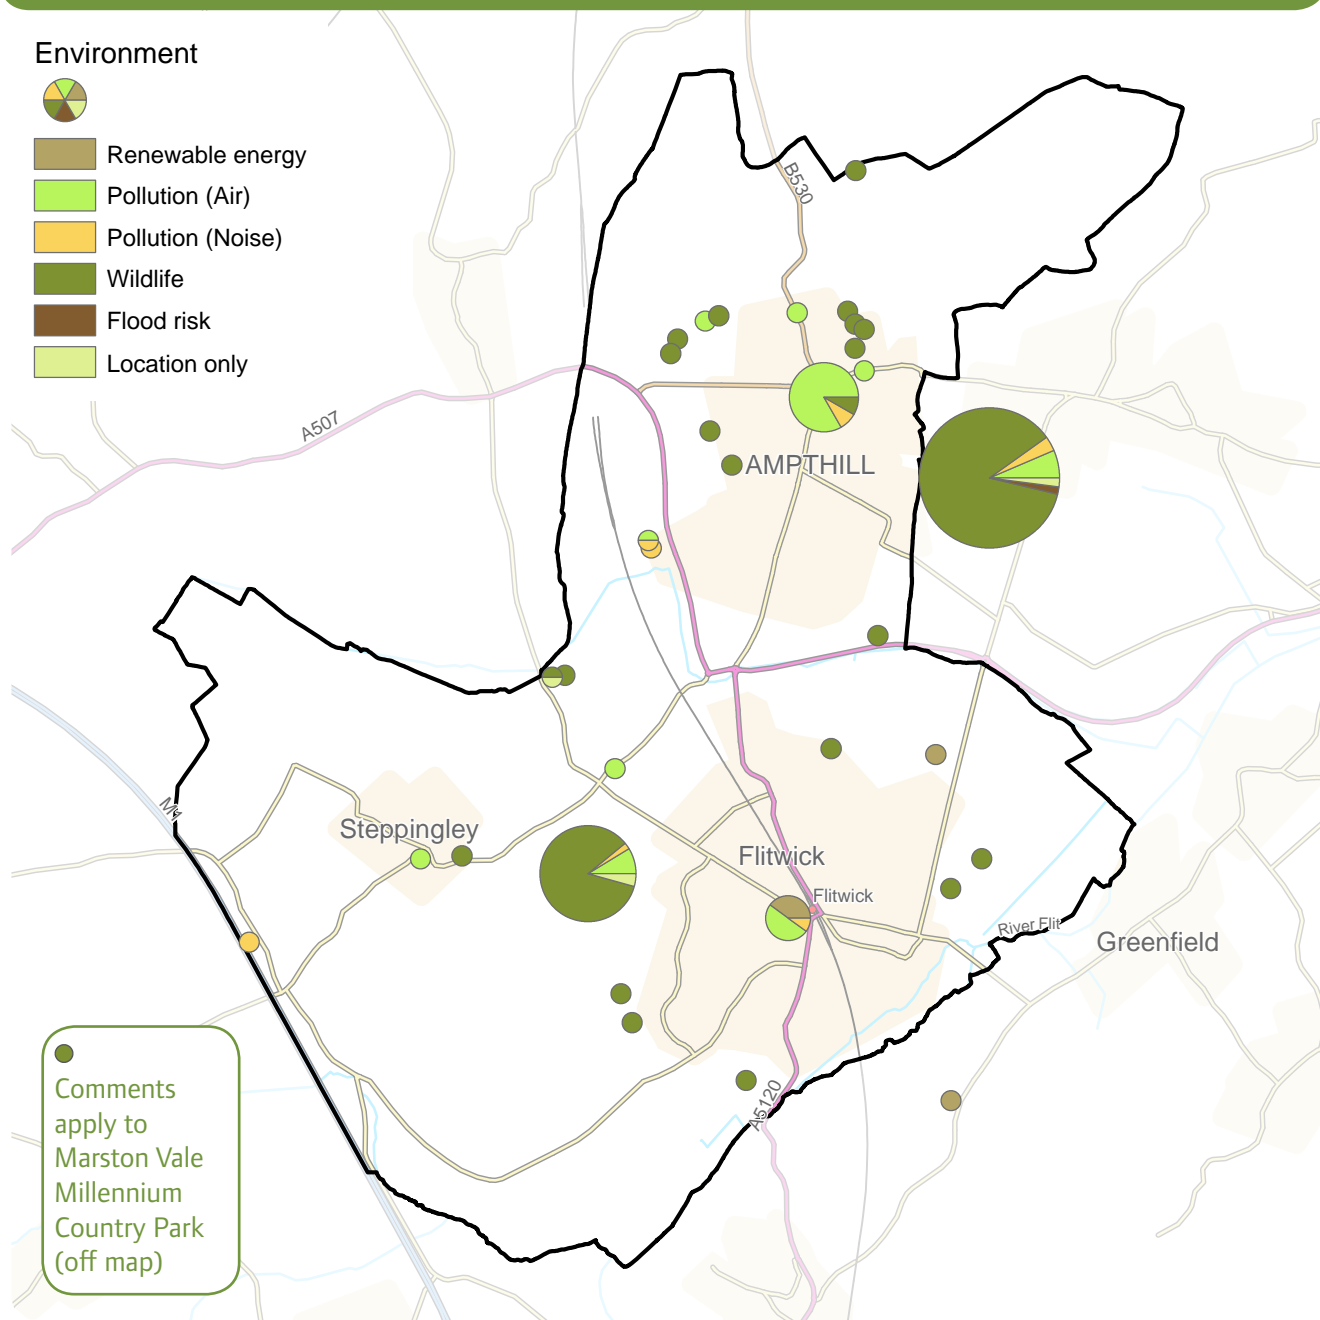 Environment
Renewable energy
Pollution (Air)
Pollution (Noise)
Wildlife
Flood risk
Location only
B530
A507
AMPTHILL
M1
Steppingley
Flitwick
Flitwick
River Flit
Greenfield
A5120
Comments
apply to
Marston Vale
Millennium
Country Park
(off map)